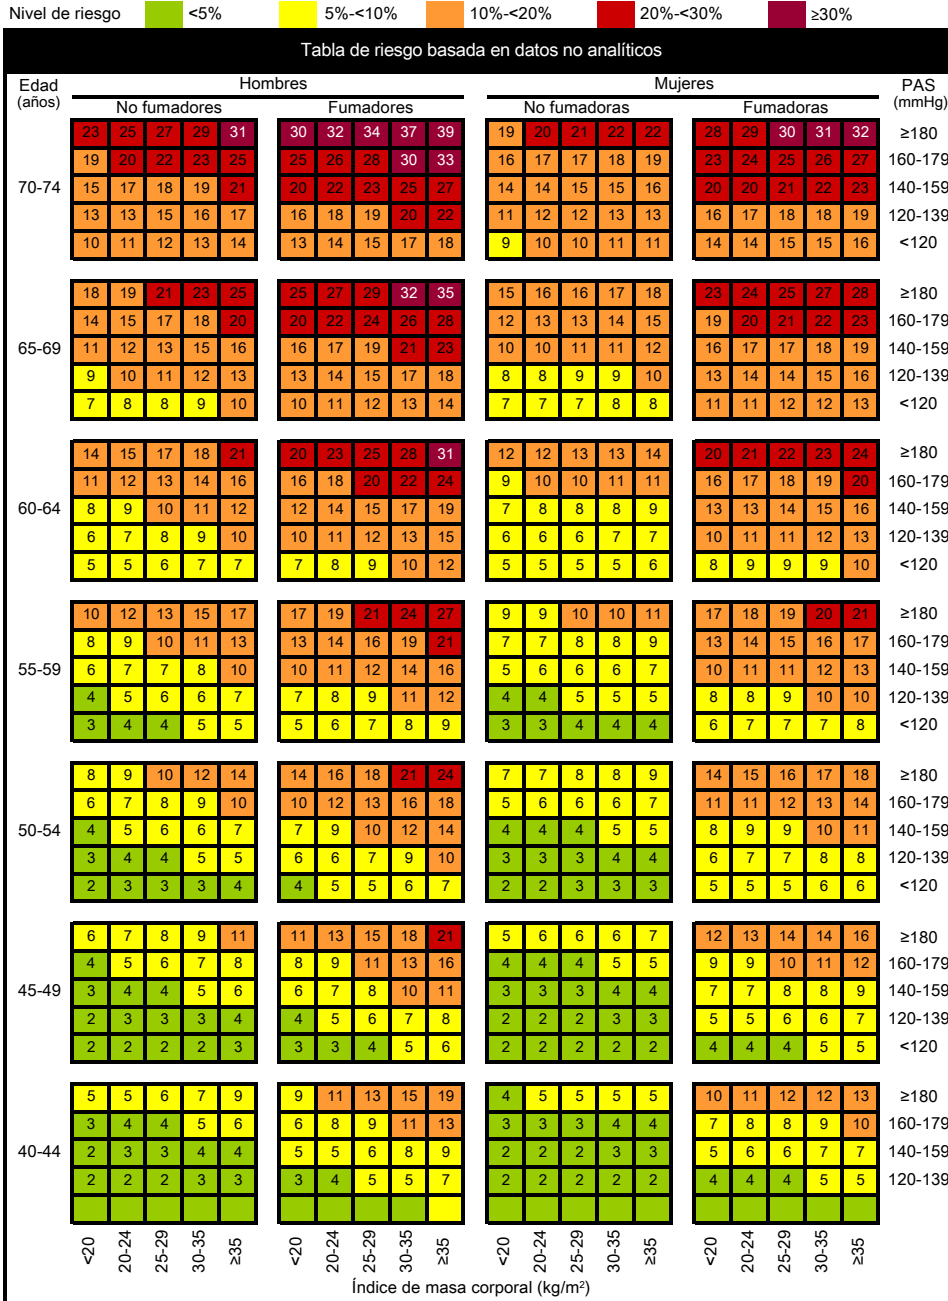 Nivel de riesgo <5% 5%-<10% 10%-<20% 20%-<30% ≥30%
Tabla de riesgo basada en datos no analíticos
Edad (años) Hombres Mujeres PAS (mmHg)
No fumadores Fumadores No fumadoras Fumadoras
23 25 27 29 31 30 32 34 37 39 19 20 21 22 22 28 29 30 31 32 ≥180
19 20 22 23 25 25 26 28 30 33 16 17 17 18 19 23 24 25 26 27 160-179
70-74 15 17 18 19 21 20 22 23 25 27 14 14 15 15 16 20 20 21 22 23 140-159
13 13 15 16 17 16 18 19 20 22 11 12 12 13 13 16 17 18 18 19 120-139
10 11 12 13 14 13 14 15 17 18 9 10 10 11 11 14 14 15 15 16 <120
18 19 21 23 25 25 27 29 32 35 15 16 16 17 18 23 24 25 27 28 ≥180
14 15 17 18 20 20 22 24 26 28 12 13 13 14 15 19 20 21 22 23 160-179
65-69 11 12 13 15 16 16 17 19 21 23 10 10 11 11 12 16 17 17 18 19 140-159
9 10 11 12 13 13 14 15 17 18 8 8 9 9 10 13 14 14 15 16 120-139
7 8 8 9 10 10 11 12 13 14 7 7 7 8 8 11 11 12 12 13 <120
14 15 17 18 21 20 23 25 28 31 12 12 13 13 14 20 21 22 23 24 ≥180
11 12 13 14 16 16 18 20 22 24 9 10 10 11 11 16 17 18 19 20 160-179
60-64 8 9 10 11 12 12 14 15 17 19 7 8 8 8 9 13 13 14 15 16 140-159
6 7 8 9 10 10 11 12 13 15 6 6 6 7 7 10 11 11 12 13 120-139
5 5 6 7 7 7 8 9 10 12 5 5 5 5 6 8 9 9 9 10 <120
10 12 13 15 17 17 19 21 24 27 9 9 10 10 11 17 18 19 20 21 ≥180
8 9 10 11 13 13 14 16 19 21 7 7 8 8 9 13 14 15 16 17 160-179
55-59 6 7 7 8 10 10 11 12 14 16 5 6 6 6 7 10 11 11 12 13 140-159
4 5 6 6 7 7 8 9 11 12 4 4 5 5 5 8 8 9 10 10 120-139
3 4 4 5 5 5 6 7 8 9 3 3 4 4 4 6 7 7 7 8 <120
8 9 10 12 14 14 16 18 21 24 7 7 8 8 9 14 15 16 17 18 ≥180
6 7 8 9 10 10 12 13 16 18 5 6 6 6 7 11 11 12 13 14 160-179
50-54 4 5 6 6 7 7 9 10 12 14 4 4 4 5 5 8 9 9 10 11 140-159
3 4 4 5 5 6 6 7 9 10 3 3 3 4 4 6 7 7 8 8 120-139
2 3 3 3 4 4 5 5 6 7 2 2 3 3 3 5 5 5 6 6 <120
6 7 8 9 11 11 13 15 18 21 5 6 6 6 7 12 13 14 14 16 ≥180
4 5 6 7 8 8 9 11 13 16 4 4 4 5 5 9 9 10 11 12 160-179
45-49 3 4 4 5 6 6 7 8 10 11 3 3 3 4 4 7 7 8 8 9 140-159
2 3 3 3 4 4 5 6 7 8 2 2 2 3 3 5 5 6 6 7 120-139
2 2 2 2 3 3 3 4 5 6 2 2 2 2 2 4 4 4 5 5 <120
5 5 6 7 9 9 11 13 15 19 4 5 5 5 5 10 11 12 12 13 ≥180
3 4 4 5 6 6 8 9 11 13 3 3 3 4 4 7 8 8 9 10 160-179
40-44 2 3 3 4 4 5 5 6 8 9 2 2 2 3 3 5 6 6 7 7 140-159
2 2 2 3 3 3 4 5 5 7 2 2 2 2 2 4 4 4 5 5 120-139
<20 20-24 25-29 30-35 ≥35 <20 20-24 25-29 30-35 ≥35 <20 20-24 25-29 30-35 ≥35 <20 20-24 25-29 30-35 ≥35
Índice de masa corporal (kg/m²)